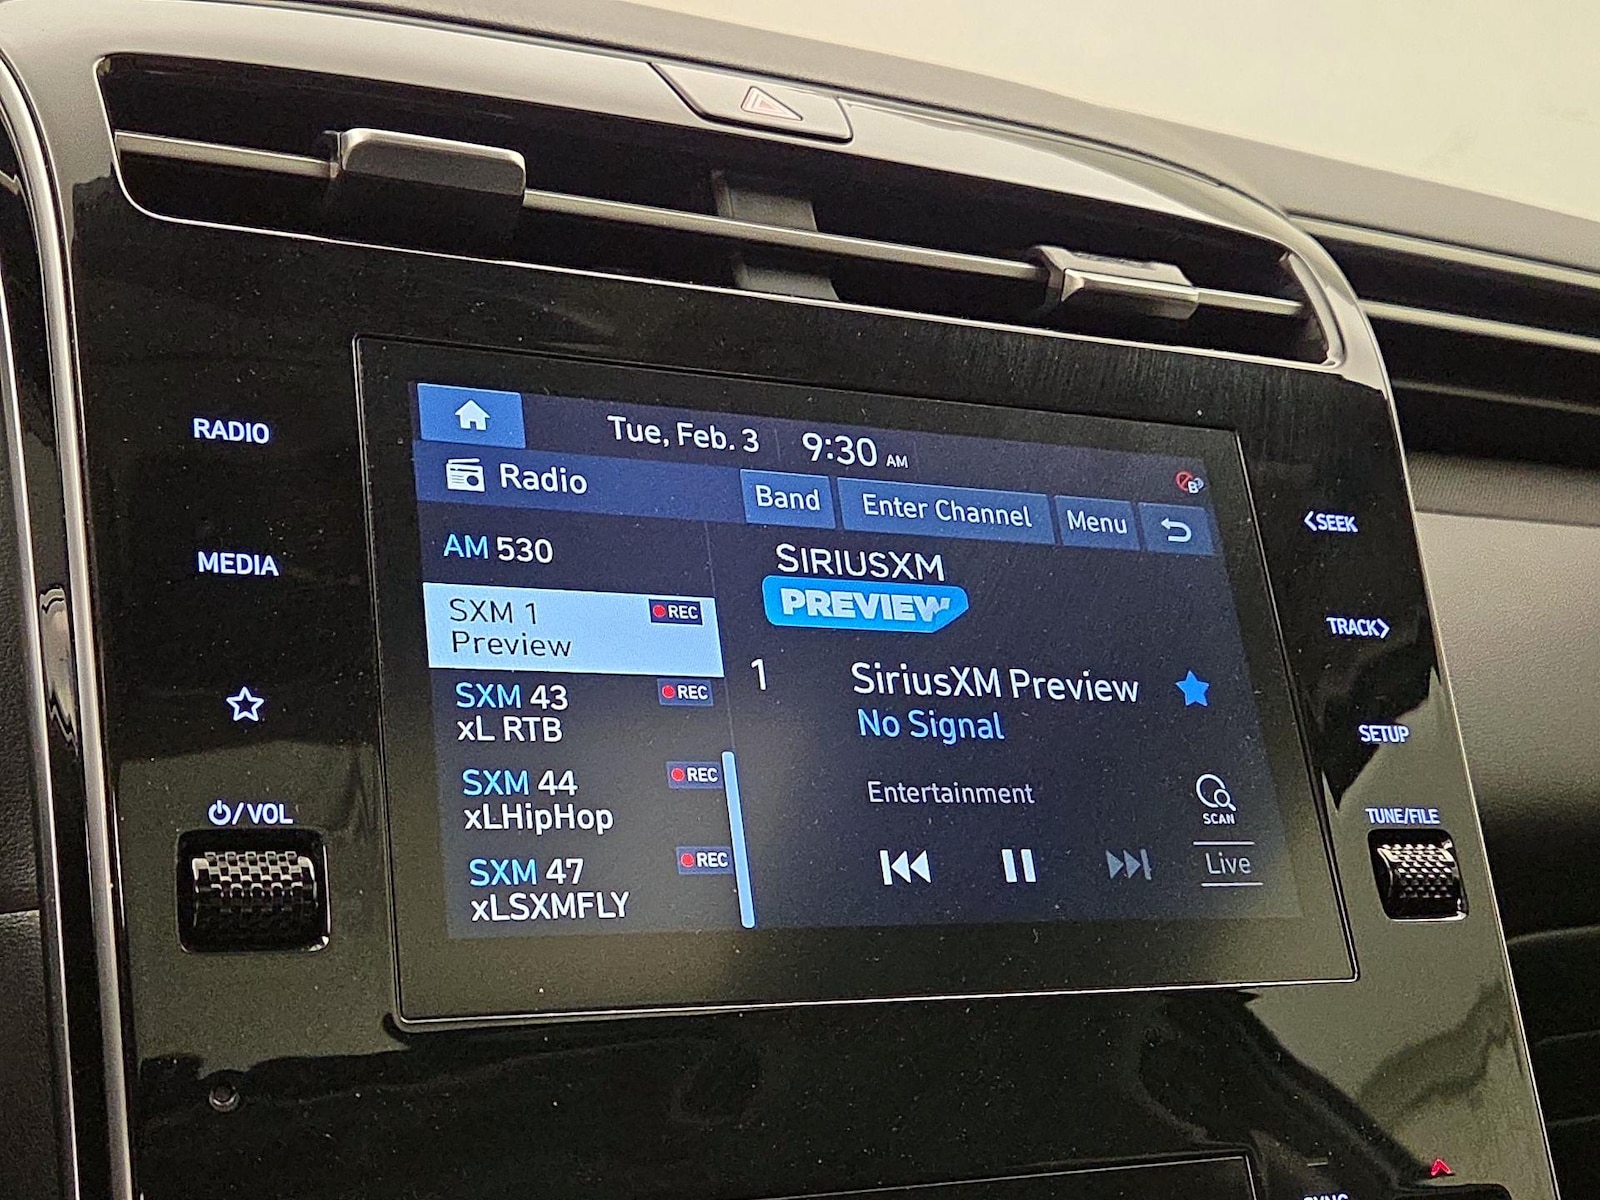 Tue, Feb. 3 9:30 AM
Radio
Band
Enter Channel
Menu
AM 530
SXM 1 REC
Preview
SXM 43 REC
xL RTB
SXM 44 REC
xLHipHop
SXM 47 REC
xLSXMFLY
SIRIUSXM
PREVIEW
1 SiriusXM Preview
No Signal
Entertainment
SCAN
Live
RADIO
MEDIA
/VOL
<SEEK
TRACK>
SETUP
TUNE/FILE